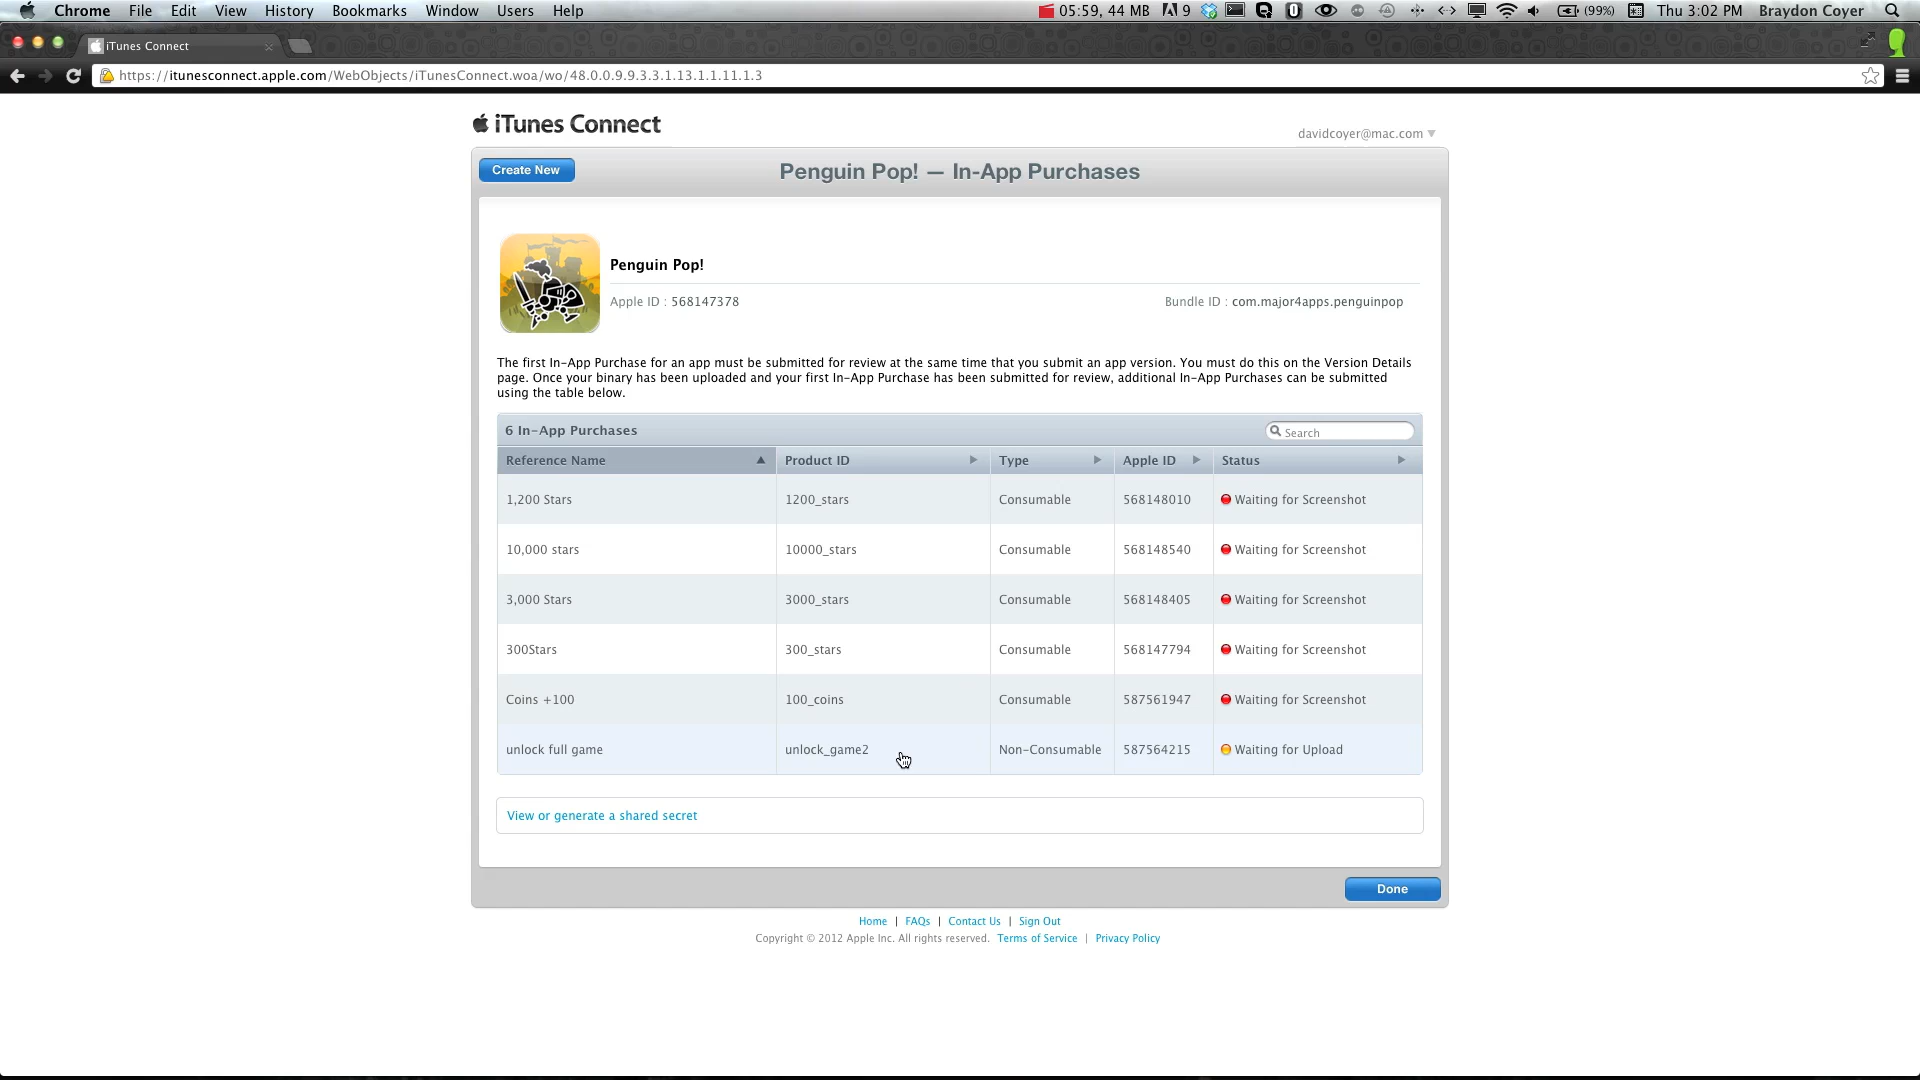 Chrome File Edit View History Bookmarks Window Users Help 05:59, 44 MB 9 (99%) Thu 3:02 PM Braydon Coyer
iTunes Connect
https://itunesconnect.apple.com/WebObjects/iTunesConnect.woa/wo/48.0.0.9.9.3.3.1.13.1.1.11.1.3
iTunes Connect
davidcoyer@mac.com
Create New
Penguin Pop! — In-App Purchases
Penguin Pop!
Apple ID : 568147378
Bundle ID : com.major4apps.penguinpop
The first In-App Purchase for an app must be submitted for review at the same time that you submit an app version. You must do this on the Version Details
page. Once your binary has been uploaded and your first In-App Purchase has been submitted for review, additional In-App Purchases can be submitted
using the table below.
6 In-App Purchases
Search
Reference Name Product ID Type Apple ID Status
1,200 Stars 1200_stars Consumable 568148010 Waiting for Screenshot
10,000 stars 10000_stars Consumable 568148540 Waiting for Screenshot
3,000 Stars 3000_stars Consumable 568148405 Waiting for Screenshot
300Stars 300_stars Consumable 568147794 Waiting for Screenshot
Coins +100 100_coins Consumable 587561947 Waiting for Screenshot
unlock full game unlock_game2 Non-Consumable 587564215 Waiting for Upload
View or generate a shared secret
Done
Home | FAQs | Contact Us | Sign Out
Copyright © 2012 Apple Inc. All rights reserved. Terms of Service | Privacy Policy